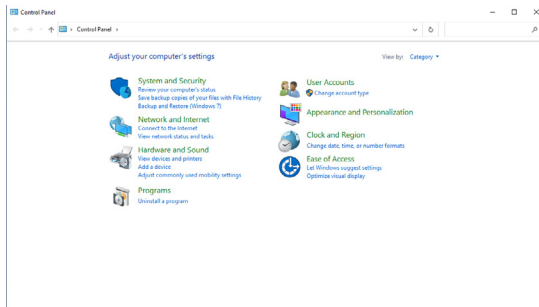 Control Panel
Control Panel
Adjust your computer's settings
View by: Category
System and Security
Review your computer's status
Save backup copies of your files with File History
Backup and Restore (Windows 7)
Network and Internet
Connect to the Internet
View network status and tasks
Hardware and Sound
View devices and printers
Add a device
Adjust commonly used mobility settings
Programs
Uninstall a program
User Accounts
Change account type
Appearance and Personalization
Clock and Region
Change date, time, or number formats
Ease of Access
Let Windows suggest settings
Optimize visual display